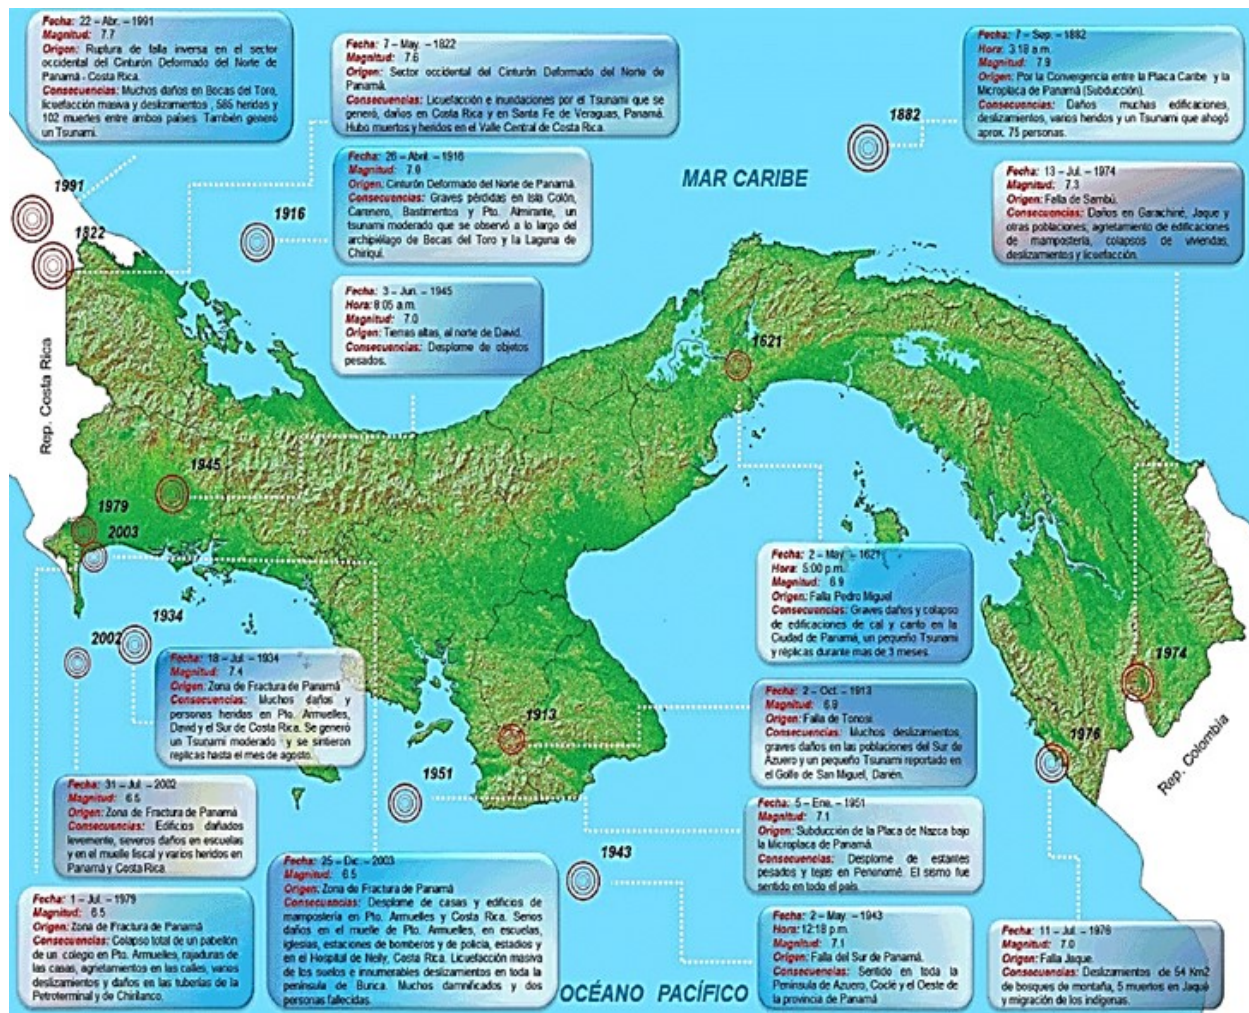 Fecha: 22 – Abr. – 1991
Magnitud: 7.7
Origen: Ruptura de falla inversa en el sector
occidental del Cinturón Deformado del Norte de
Panamá - Costa Rica.
Consecuencias: Muchos daños en Bocas del Toro,
licuefacción masiva y deslizamientos , 585 heridos y
102 muertes entre ambos países. También generó
un Tsunami.
Fecha: 7 – May. – 1822
Magnitud: 7.6
Origen: Sector occidental del Cinturón Deformado del Norte de
Panamá.
Consecuencias: Licuefacción e inundaciones por el Tsunami que se
generó, daños en Costa Rica y en Santa Fe de Veraguas, Panamá.
Hubo muertos y heridos en el Valle Central de Costa Rica.
Fecha: 7 – Sep. – 1882
Hora: 3:18 a.m.
Magnitud: 7.9
Origen: Por la Convergencia entre la Placa Caribe y la
Microplaca de Panamá (Subducción).
Consecuencias: Daños muchas edificaciones,
deslizamientos, varios heridos y un Tsunami que ahogó
aprox. 75 personas.
1882
Fecha: 26 – Abril. – 1916
Magnitud:
Origen: Cinturón Deformado del Norte de Panamá.
Consecuencias: Graves pérdidas en Isla Colón,
Carenero, Bastimentos y Pto. Almirante, un
tsunami moderado que se observó a lo largo del
archipiélago de Bocas del Toro y la Laguna de
Chiriquí.
MAR CARIBE
Fecha: 13 – Jul. – 1974
Magnitud: 7.3
Origen: Falla de Sambú.
Consecuencias: Daños en Garachiné, Jaque y
otras poblaciones, agrietamiento de edificaciones
de mampostería, colapsos de viviendas,
deslizamientos y licuefacción.
1991
1916
1822
Fecha: 3 – Jun. – 1945
Hora: 8:05 a.m.
Magnitud: 7.0
Origen: Tierras altas, al norte de David.
Consecuencias: Desplome de objetos
pesados.
Rep. Costa Rica
1621
1945
1979
2003
Fecha: 2 – May. – 1621
Hora: 5:00 p.m.
Magnitud: 6.9
Origen: Falla Pedro Miguel
Consecuencias: Graves daños y colapso
de edificaciones de cal y canto en la
Ciudad de Panamá, un pequeño Tsunami
y réplicas durante mas de 3 meses.
1934
2002
1974
Fecha: 18 – Jul. – 1934
Magnitud: 7.4
Origen: Zona de Fractura de Panamá
Consecuencias: Muchos daños y
personas heridas en Pto. Armuelles,
David y el Sur de Costa Rica. Se generó
un Tsunami moderado y se sintieron
replicas hasta el mes de agosto.
1913
Fecha: 2 – Oct. – 1913
Magnitud: 6.9
Origen: Falla de Tonosí
Consecuencias: Muchos deslizamientos,
graves daños en las poblaciones del Sur de
Azuero y un pequeño Tsunami reportado en
el Golfo de San Miguel, Darién.
1976
Rep. Colombia
1951
Fecha: 31 – Jul. – 2002
Magnitud: 6.5
Origen: Zona de Fractura de Panamá
Consecuencias: Edificios dañados
levemente, severos daños en escuelas
y en el muelle fiscal y varios heridos en
Panamá y Costa Rica.
Fecha: 5 – Ene. – 1951
Magnitud: 7.1
Origen: Subducción de la Placa de Nazca bajo
la Microplaca de Panamá.
Consecuencias: Desplome de estantes
pesados y tejas en Penonomé. El sismo fue
sentido en todo el país.
1943
Fecha: 25 – Dic. – 2003
Magnitud: 6.5
Origen: Zona de Fractura de Panamá
Consecuencias: Desplome de casas y edificios de
mampostería en Pto. Armuelles y Costa Rica. Serios
daños en el muelle de Pto. Armuelles, en escuelas,
iglesias, estaciones de bomberos y de policía, estadios y
en el Hospital de Neily, Costa Rica. Licuefacción masiva
de los suelos e innumerables deslizamientos en toda la
península de Burica. Muchos damnificados y dos
personas fallecidas.
Fecha: 1 – Jul. – 1979
Magnitud: 6.5
Origen: Zona de Fractura de Panamá
Consecuencias: Colapso total de un pabellón
de un colegio en Pto. Armuelles, rajaduras de
las casas, agrietamientos en las calles, varios
deslizamientos y daños en las tuberías de la
Petroterminal y de Chirilanco.
Fecha: 2 – May. – 1943
Hora: 12:18 p.m.
Magnitud: 7.1
Origen: Falla del Sur de Panamá.
Consecuencias: Sentido en toda la
Península de Azuero, Coclé y el Oeste de
la provincia de Panamá
Fecha: 11 – Jul. – 1976
Magnitud: 7.0
Origen: Falla Jaque.
Consecuencias: Deslizamientos de 54 Km2
de bosques de montaña, 5 muertos en Jaqué
y migración de los indígenas.
OCÉANO PACÍFICO